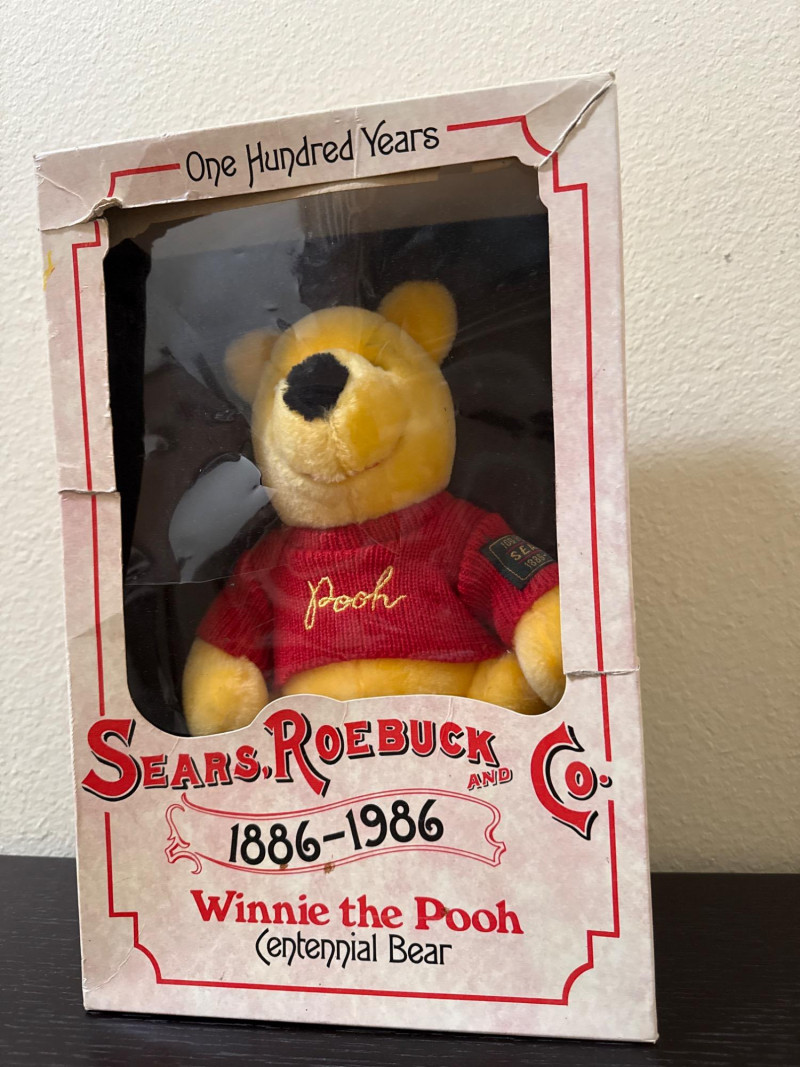 One Hundred Years
Pooh
SEARS, ROEBUCK AND CO.
1886-1986
Winnie the Pooh
Centennial Bear